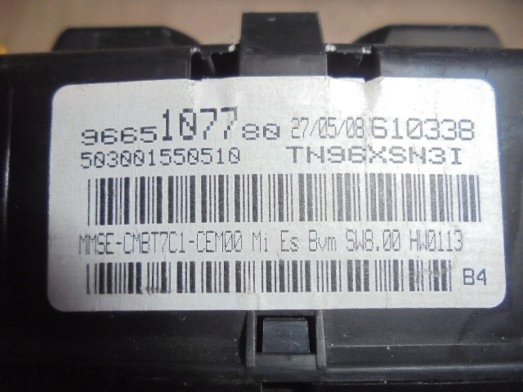 9665107780 27/05/08 610338
503001550510 TN96XSN3I
MMSE-CMBT7C1-CEM00 Mi Es Bvm SW8.00 HW0113
B4